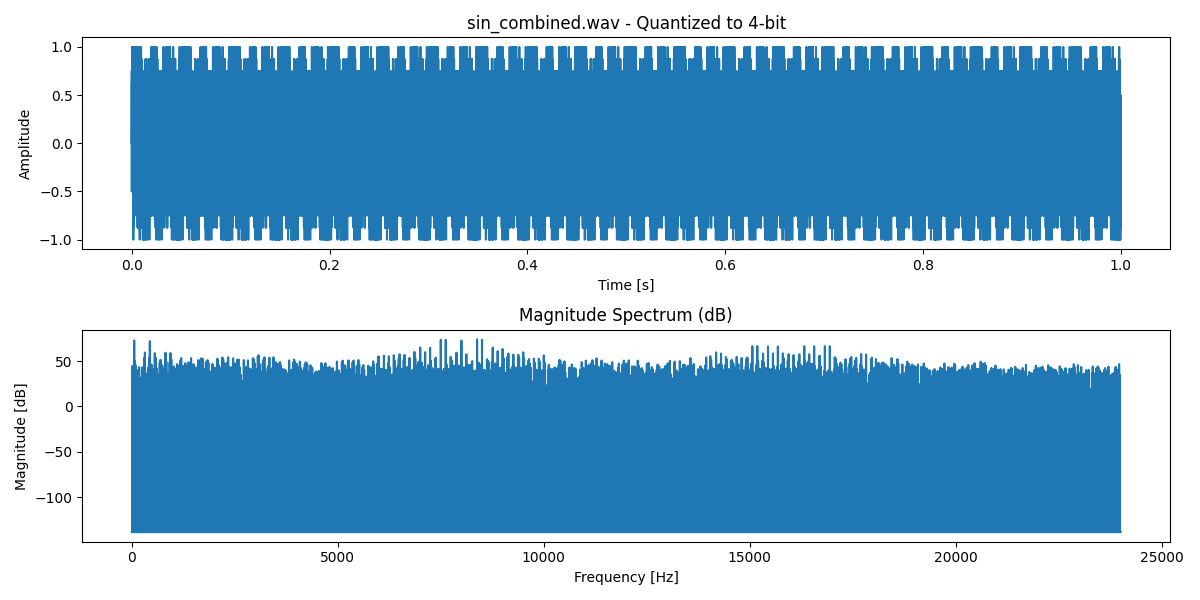 sin_combined.wav - Quantized to 4-bit
1.0
0.5
0.0
−0.5
−1.0
Amplitude
0.0 0.2 0.4 0.6 0.8 1.0
Time [s]
Magnitude Spectrum (dB)
50
0
−50
−100
Magnitude [dB]
0 5000 10000 15000 20000 25000
Frequency [Hz]